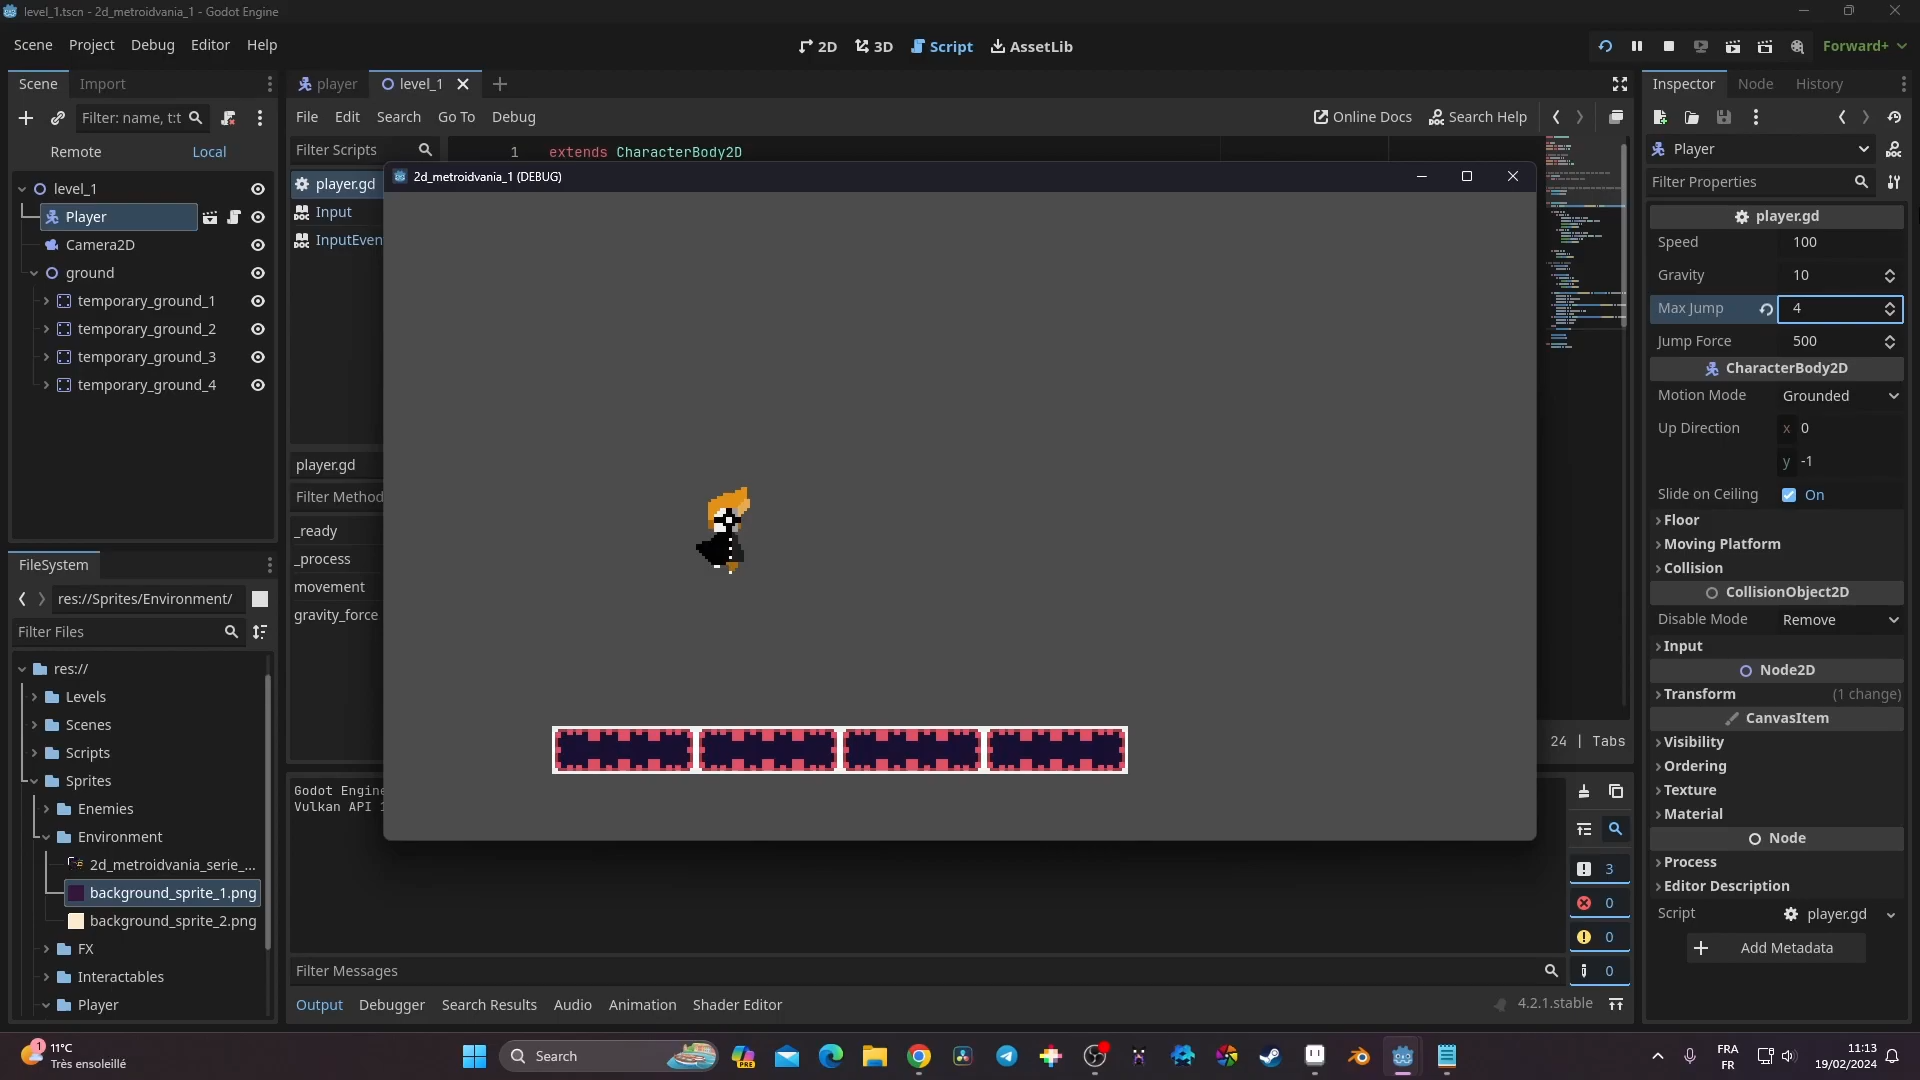 level_1.tscn - 2d_metroidvania_1 - Godot Engine
Scene Project Debug Editor Help
2D 3D Script AssetLib
Forward+
Scene Import
Filter: name, t:t
Remote Local
level_1
Player
Camera2D
ground
temporary_ground_1
temporary_ground_2
temporary_ground_3
temporary_ground_4
FileSystem
res://Sprites/Environment/
Filter Files
res://
Levels
Scenes
Scripts
Sprites
Enemies
Environment
2d_metroidvania_serie_...
background_sprite_1.png
background_sprite_2.png
FX
Interactables
Player
player level_1
File Edit Search Go To Debug
Online Docs Search Help
Filter Scripts
player.gd
Input
InputEven
player.gd
Filter Method
_ready
_process
movement
gravity_force
1 extends CharacterBody2D
2d_metroidvania_1 (DEBUG)
24 | Tabs
Godot Engine
Vulkan API 1
3
0
0
0
Filter Messages
Output Debugger Search Results Audio Animation Shader Editor
4.2.1.stable
Inspector Node History
Player
Filter Properties
player.gd
Speed 100
Gravity 10
Max Jump 4
Jump Force 500
CharacterBody2D
Motion Mode Grounded
Up Direction x 0
y -1
Slide on Ceiling On
Floor
Moving Platform
Collision
CollisionObject2D
Disable Mode Remove
Input
Node2D
Transform (1 change)
CanvasItem
Visibility
Ordering
Texture
Material
Node
Process
Editor Description
Script player.gd
Add Metadata
1
11°C
Très ensoleillé
Search
PRE
FRA
FR
11:13
19/02/2024